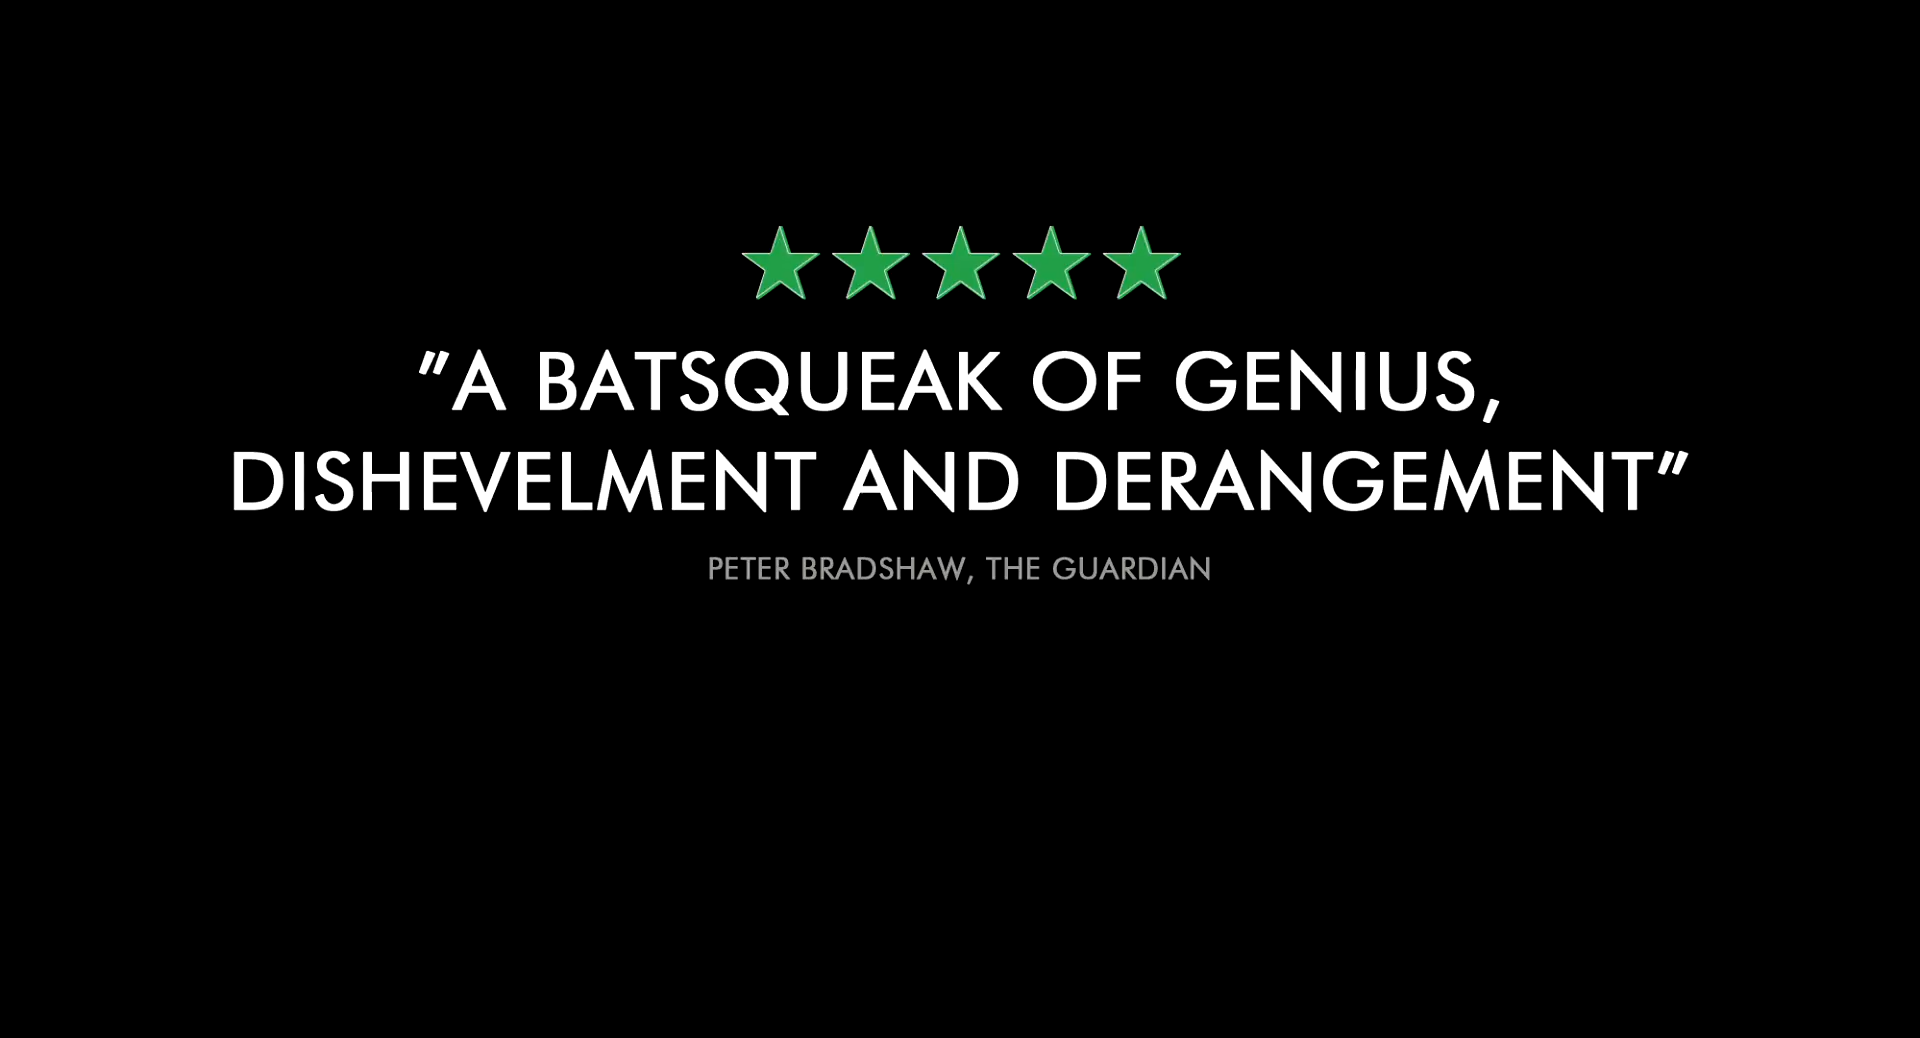 "A BATSQUEAK OF GENIUS,
DISHEVELMENT AND DERANGEMENT"
PETER BRADSHAW, THE GUARDIAN